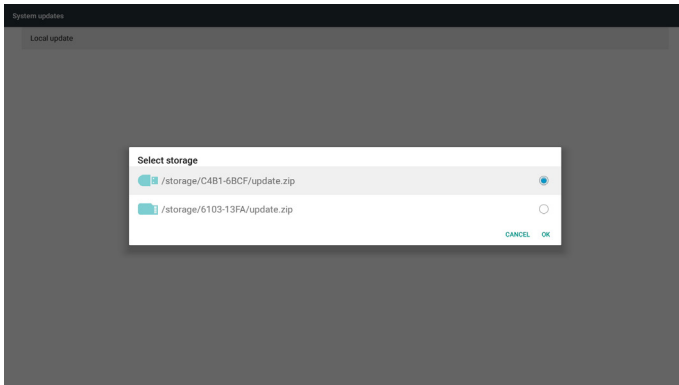 System updates
Local update
Select storage
/storage/C4B1-6BCF/update.zip
/storage/6103-13FA/update.zip
CANCEL OK